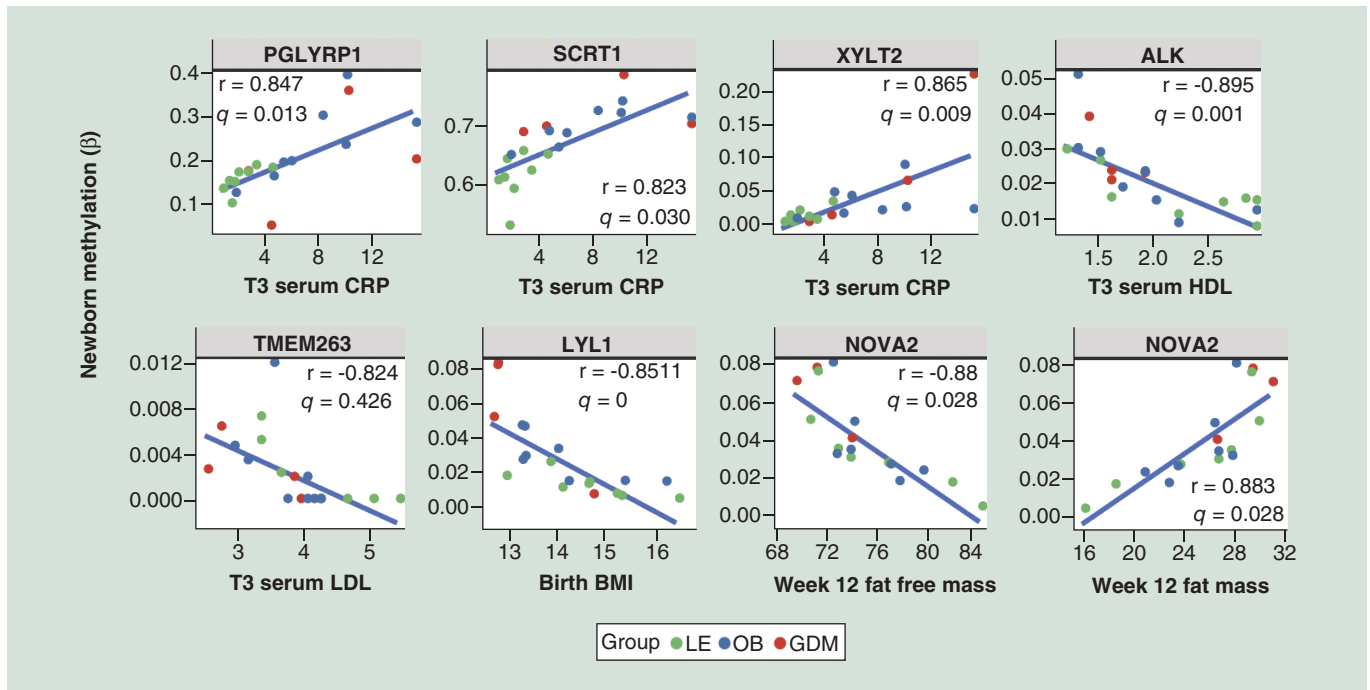 Newborn methylation (β)
PGLYRP1
r = 0.847
q = 0.013
0.4
0.3
0.2
0.1
4 8 12
T3 serum CRP
SCRT1
r = 0.823
q = 0.030
0.7
0.6
4 8 12
T3 serum CRP
XYLT2
r = 0.865
q = 0.009
0.20
0.15
0.10
0.05
0.00
4 8 12
T3 serum CRP
ALK
r = -0.895
q = 0.001
0.05
0.04
0.03
0.02
0.01
1.5 2.0 2.5
T3 serum HDL
TMEM263
r = -0.824
q = 0.426
0.012
0.008
0.004
0.000
3 4 5
T3 serum LDL
LYL1
r = -0.8511
q = 0
0.08
0.06
0.04
0.02
0.00
13 14 15 16
Birth BMI
NOVA2
r = -0.88
q = 0.028
0.08
0.06
0.04
0.02
0.00
68 72 76 80 84
Week 12 fat free mass
NOVA2
r = 0.883
q = 0.028
0.08
0.06
0.04
0.02
0.00
16 20 24 28 32
Week 12 fat mass
Group LE OB GDM